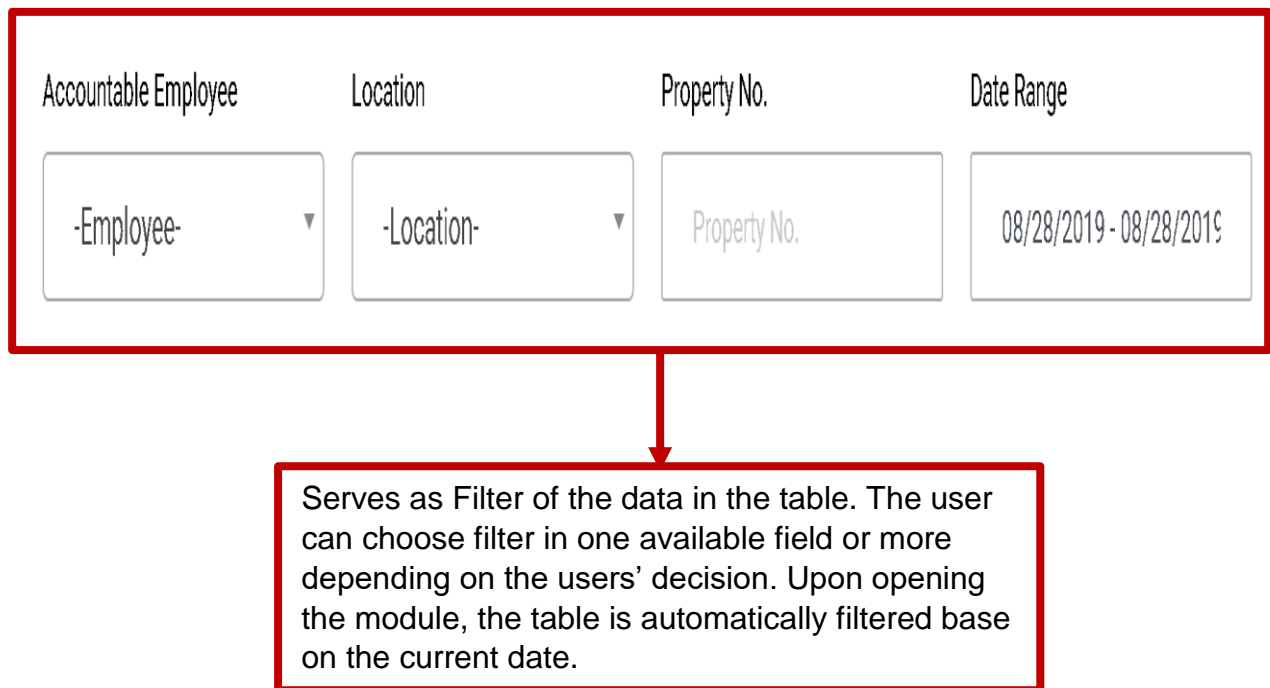 Accountable Employee Location Property No. Date Range
-Employee- -Location- Property No. 08/28/2019 - 08/28/2019
Serves as Filter of the data in the table. The user
can choose filter in one available field or more
depending on the users’ decision. Upon opening
the module, the table is automatically filtered base
on the current date.